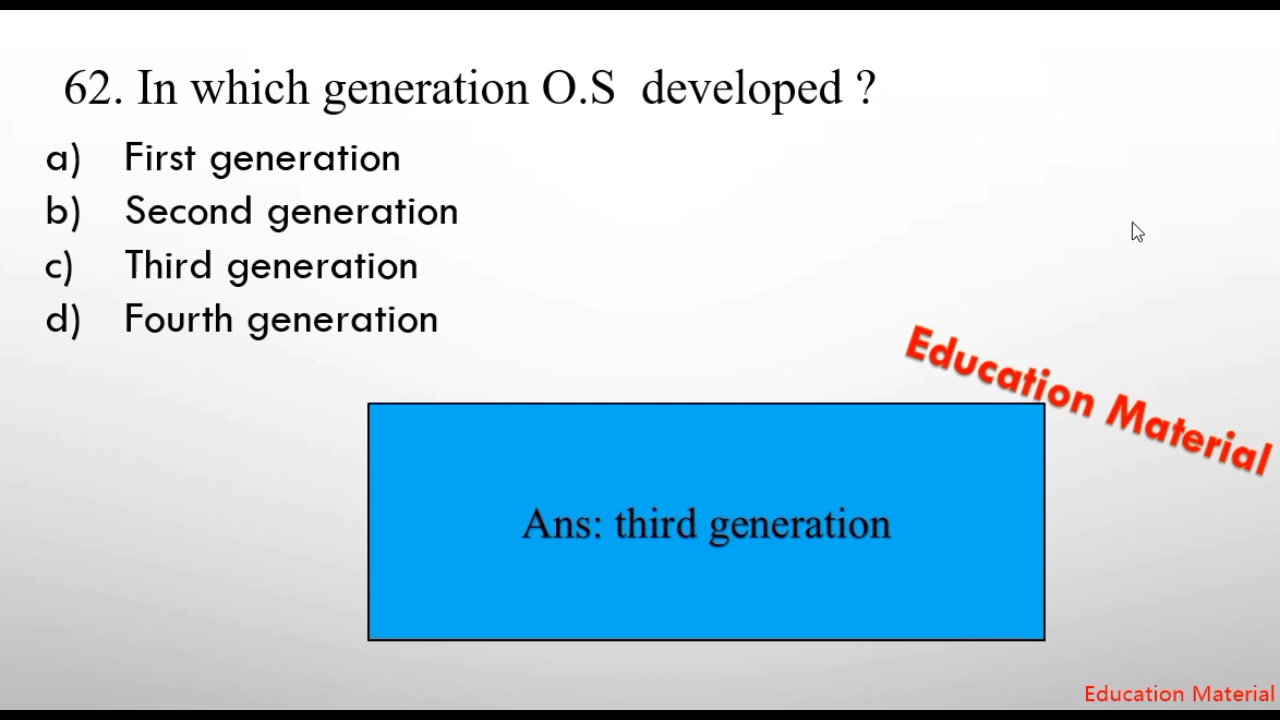 62. In which generation O.S developed ?
a) First generation
b) Second generation
c) Third generation
d) Fourth generation
Education Material
Ans: third generation
Education Material